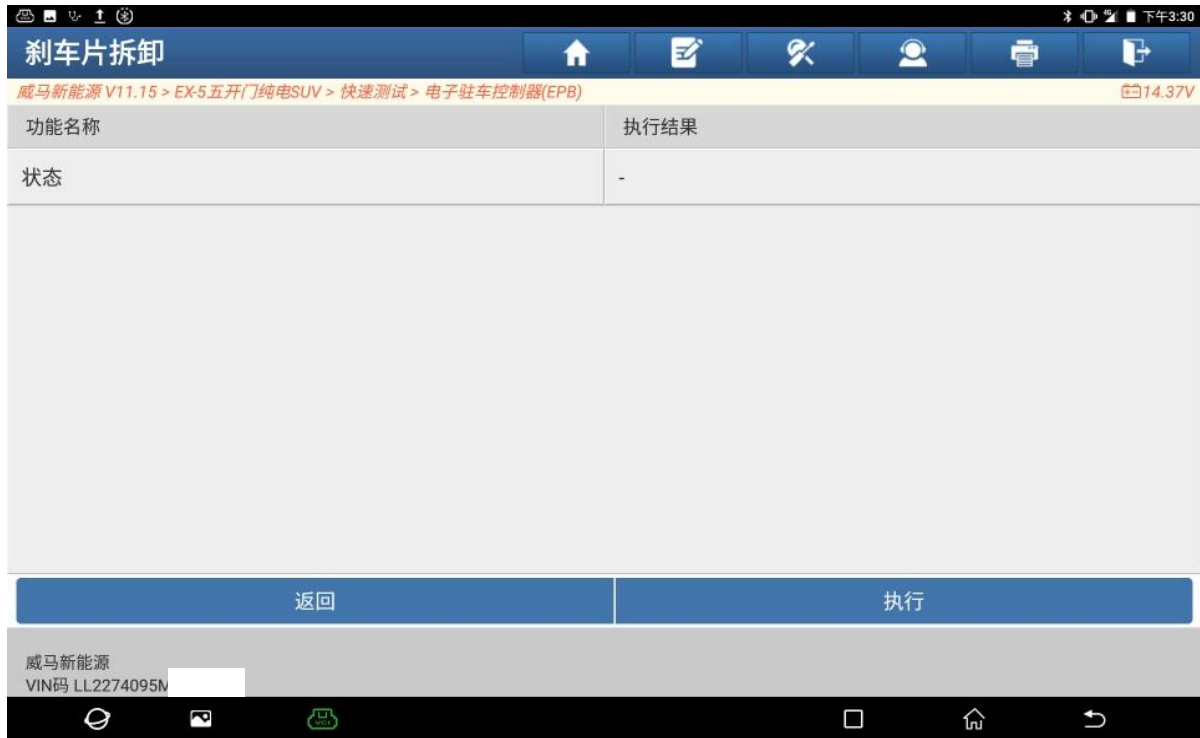 下午3:30
刹车片拆卸
威马新能源 V11.15 > EX-5五开门纯电SUV > 快速测试 > 电子驻车控制器(EPB)
14.37V
功能名称 执行结果
状态 -
返回 执行
威马新能源
VIN码 LL2274095M
VCI